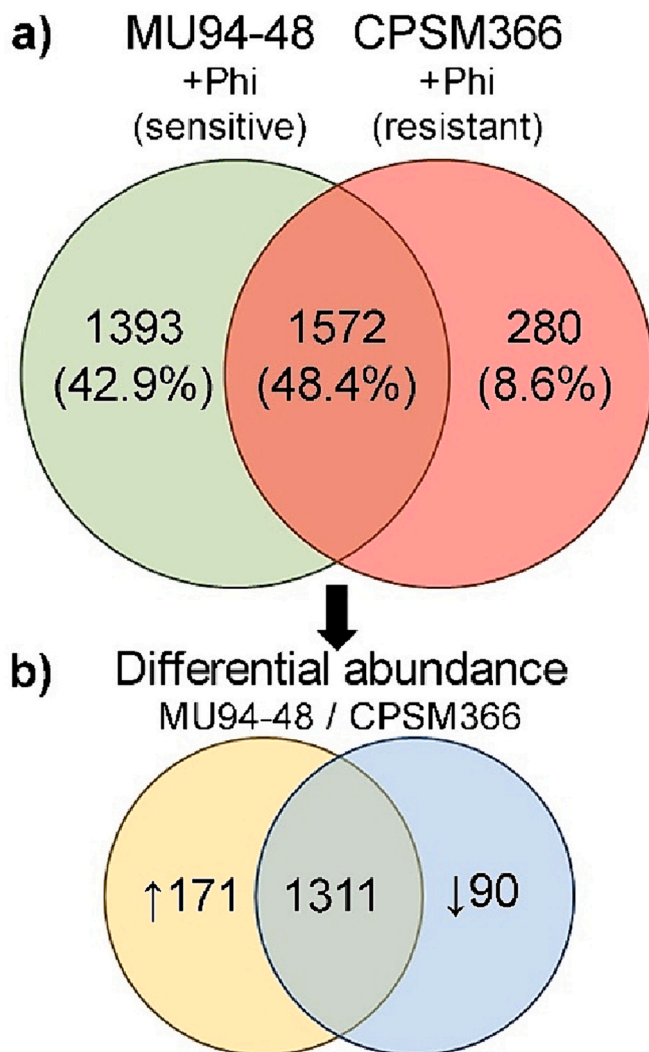 a) MU94-48 CPSM366
+Phi +Phi
(sensitive) (resistant)
1393 1572 280
(42.9%) (48.4%) (8.6%)
b) Differential abundance
MU94-48 / CPSM366
↑171 1311 ↓90